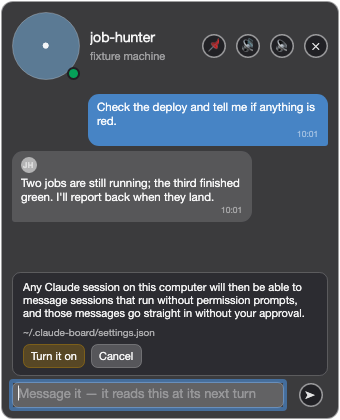 job-hunter
fixture machine
Check the deploy and tell me if anything is
red.
10:01
JH
Two jobs are still running; the third finished
green. I'll report back when they land.
10:01
Any Claude session on this computer will then be able to
message sessions that run without permission prompts,
and those messages go straight in without your approval.
~/.claude-board/settings.json
Turn it on
Cancel
Message it — it reads this at its next turn